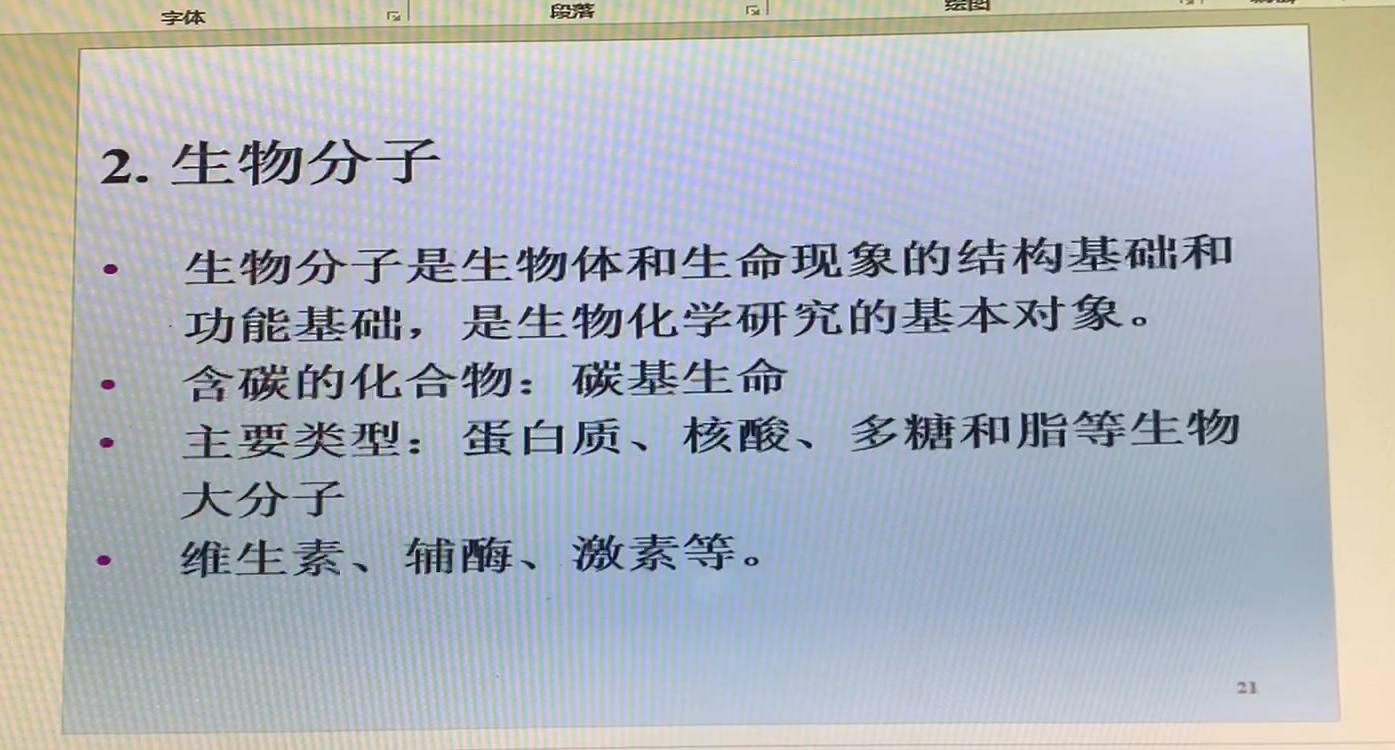 字体
段落
绘图
2. 生物分子
• 生物分子是生物体和生命现象的结构基础和
功能基础，是生物化学研究的基本对象。
• 含碳的化合物：碳基生命
• 主要类型：蛋白质、核酸、多糖和脂等生物
大分子
• 维生素、辅酶、激素等。
21